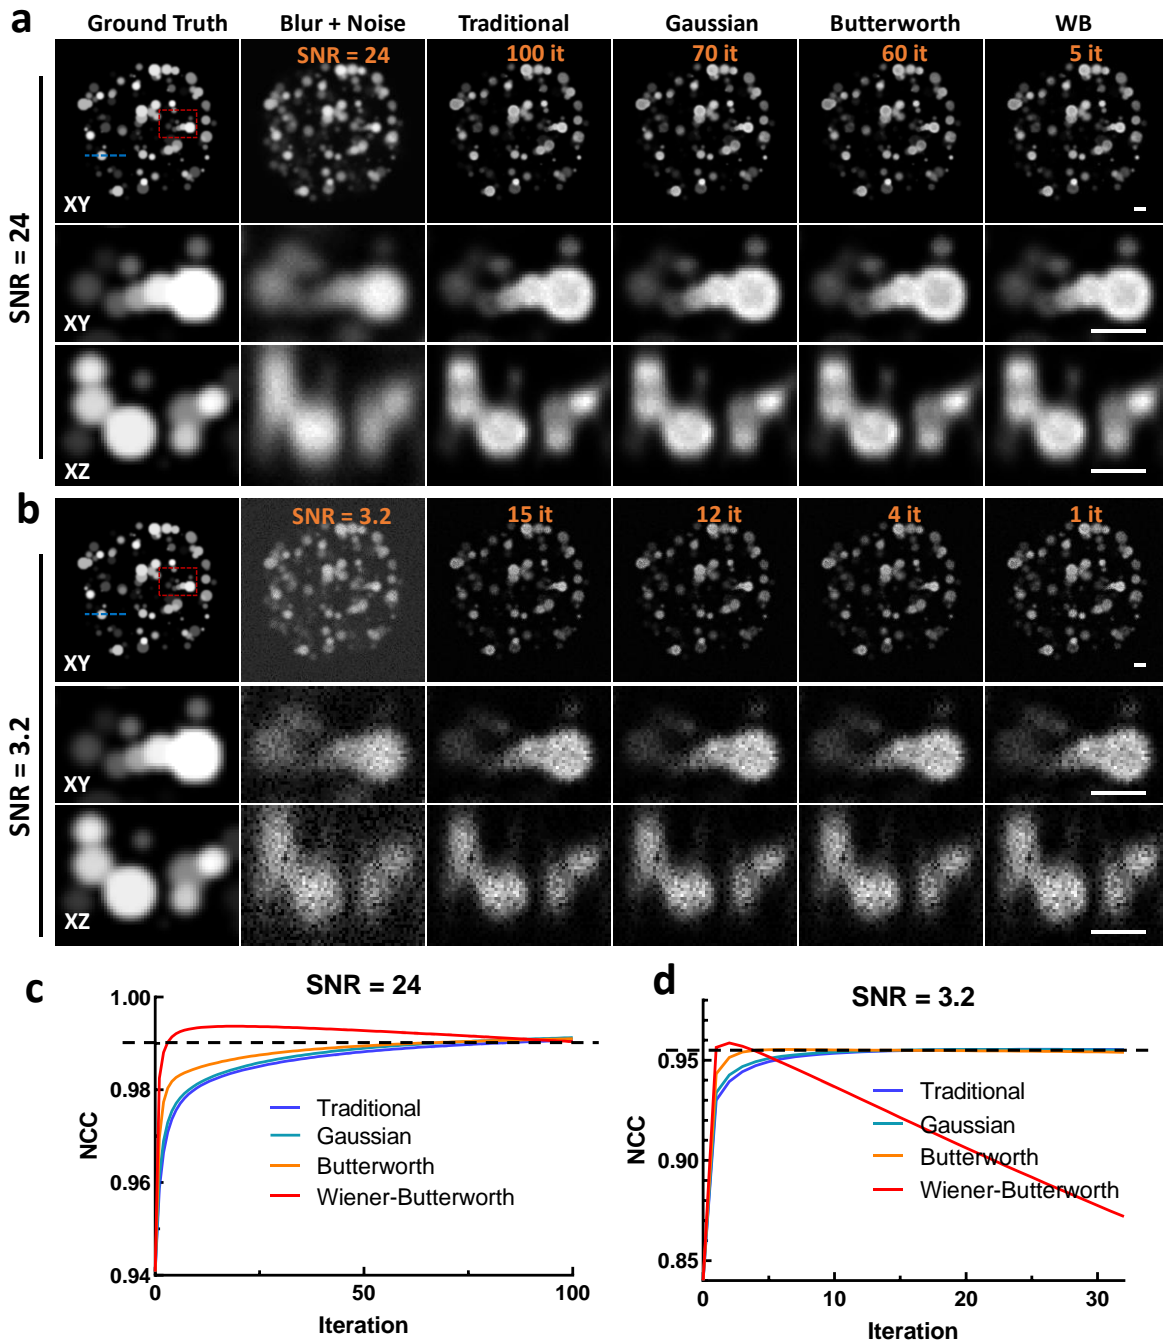 a
Ground Truth
Blur + Noise
Traditional
Gaussian
Butterworth
WB
SNR = 24
100 it
70 it
60 it
5 it
SNR = 24
XY
XY
XZ
b
SNR = 3.2
15 it
12 it
4 it
1 it
SNR = 3.2
XY
XY
XZ
c
SNR = 24
1.00
0.98
0.96
0.94
NCC
Traditional
Gaussian
Butterworth
Wiener-Butterworth
0
50
100
Iteration
d
SNR = 3.2
0.95
0.90
0.85
NCC
Traditional
Gaussian
Butterworth
Wiener-Butterworth
0
10
20
30
Iteration